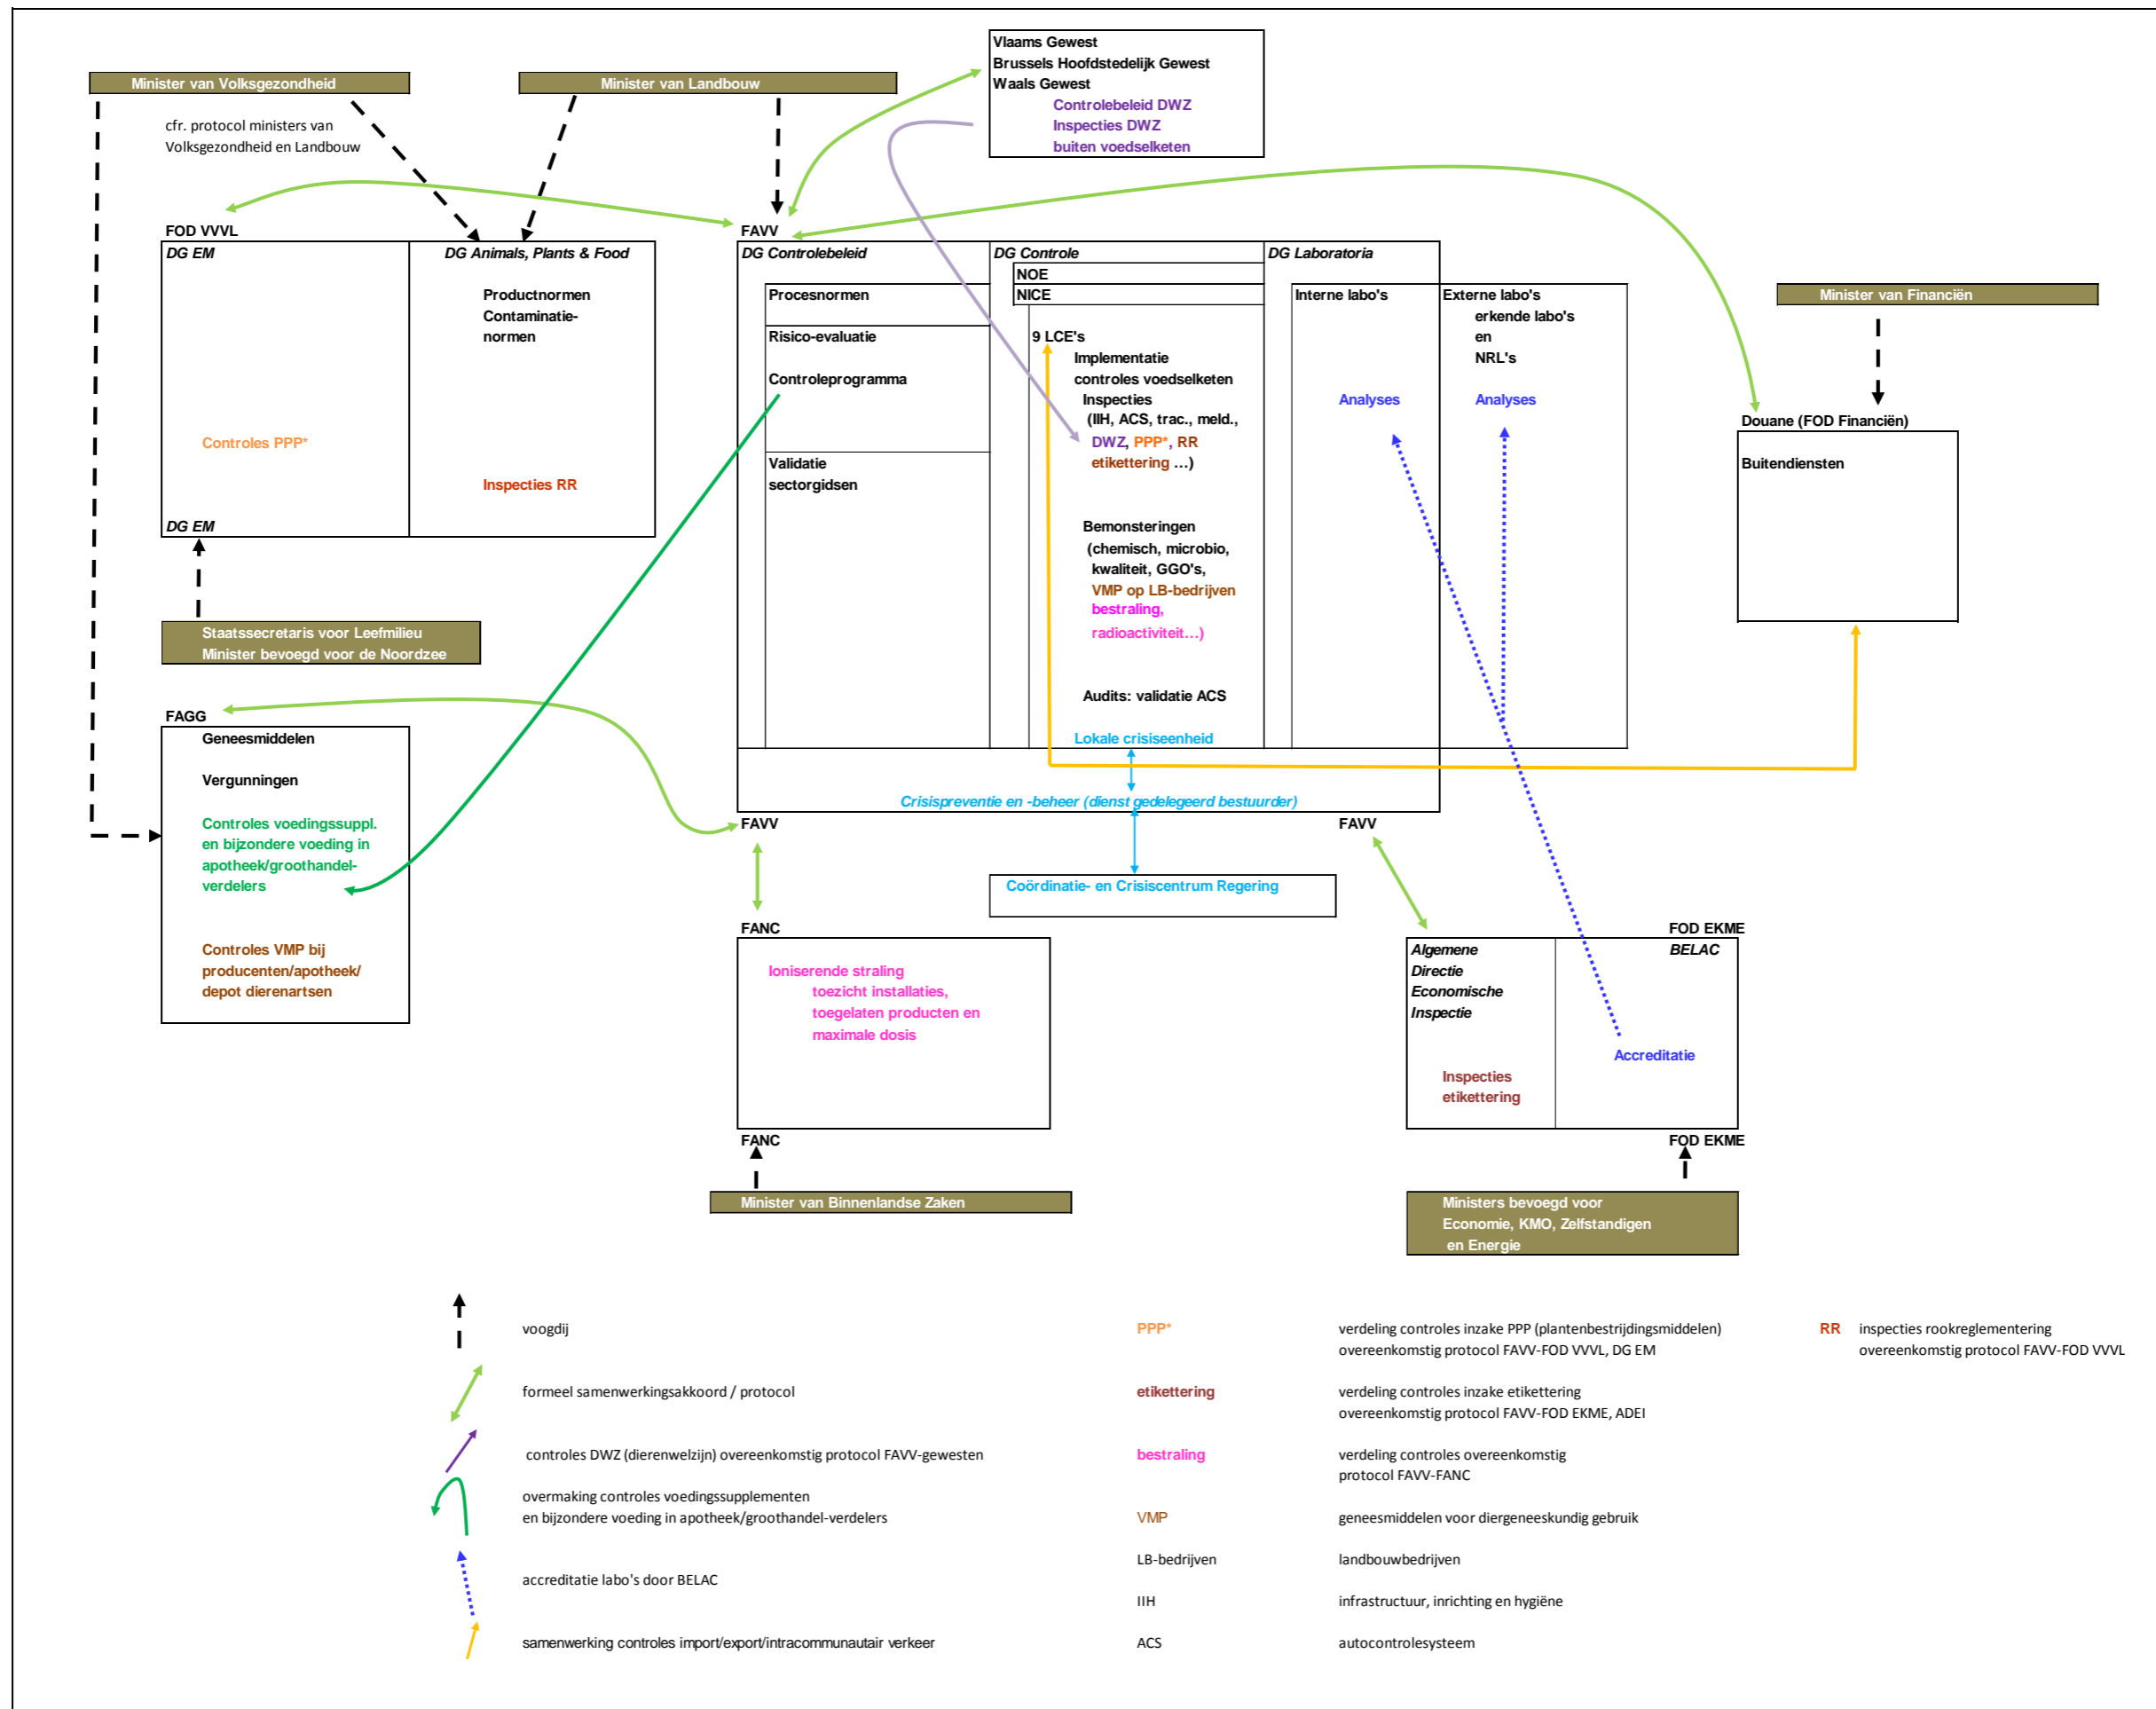 Vlaams Gewest
Brussels Hoofdstedelijk Gewest
Waals Gewest
Controlebeleid DWZ
Inspecties DWZ
buiten voedselketen
Minister van Volksgezondheid
Minister van Landbouw
cfr. protocol ministers van
Volksgezondheid en Landbouw
FOD VVVL
DG EM
DG Animals, Plants & Food
Productnormen
Contaminatie-
normen
Controles PPP*
Inspecties RR
DG EM
Staatssecretaris voor Leefmilieu
Minister bevoegd voor de Noordzee
FAVV
DG Controlebeleid
Procesnormen
Risico-evaluatie
Controleprogramma
Validatie
sectorgidsen
DG Controle
NOE
NICE
9 LCE's
Implementatie
controles voedselketen
Inspecties
(IIH, ACS, trac., meld.,
DWZ, PPP*, RR
etikettering ...)
Bemonsteringen
(chemisch, microbio,
kwaliteit, GGO's,
VMP op LB-bedrijven
bestraling,
radioactiviteit...)
Audits: validatie ACS
Lokale crisiseenheid
DG Laboratoria
Interne labo's
Analyses
Externe labo's
erkende labo's
en
NRL's
Analyses
Crisispreventie en -beheer (dienst gedelegeerd bestuurder)
FAVV
FAVV
Minister van Financiën
Douane (FOD Financiën)
Buitendiensten
FAGG
Geneesmiddelen
Vergunningen
Controles voedingssuppl.
en bijzondere voeding in
apotheek/groothandel-
verdelers
Controles VMP bij
producenten/apotheek/
depot dierenartsen
Coördinatie- en Crisiscentrum Regering
FANC
Ioniserende straling
toezicht installaties,
toegelaten producten en
maximale dosis
FANC
Minister van Binnenlandse Zaken
FOD EKME
Algemene
Directie
Economische
Inspectie
Inspecties
etikettering
BELAC
Accreditatie
FOD EKME
Ministers bevoegd voor
Economie, KMO, Zelfstandigen
en Energie
voogdij
formeel samenwerkingsakkoord / protocol
controles DWZ (dierenwelzijn) overeenkomstig protocol FAVV-gewesten
overmaking controles voedingssupplementen
en bijzondere voeding in apotheek/groothandel-verdelers
accreditatie labo's door BELAC
samenwerking controles import/export/intracommunautair verkeer
PPP* verdeling controles inzake PPP (plantenbestrijdingsmiddelen)
overeenkomstig protocol FAVV-FOD VVVL, DG EM
etikettering verdeling controles inzake etikettering
overeenkomstig protocol FAVV-FOD EKME, ADEI
bestraling verdeling controles overeenkomstig
protocol FAVV-FANC
VMP geneesmiddelen voor diergeneeskundig gebruik
LB-bedrijven landbouwbedrijven
IIH infrastructuur, inrichting en hygiëne
ACS autocontrolesysteem
RR inspecties rookreglementering
overeenkomstig protocol FAVV-FOD VVVL